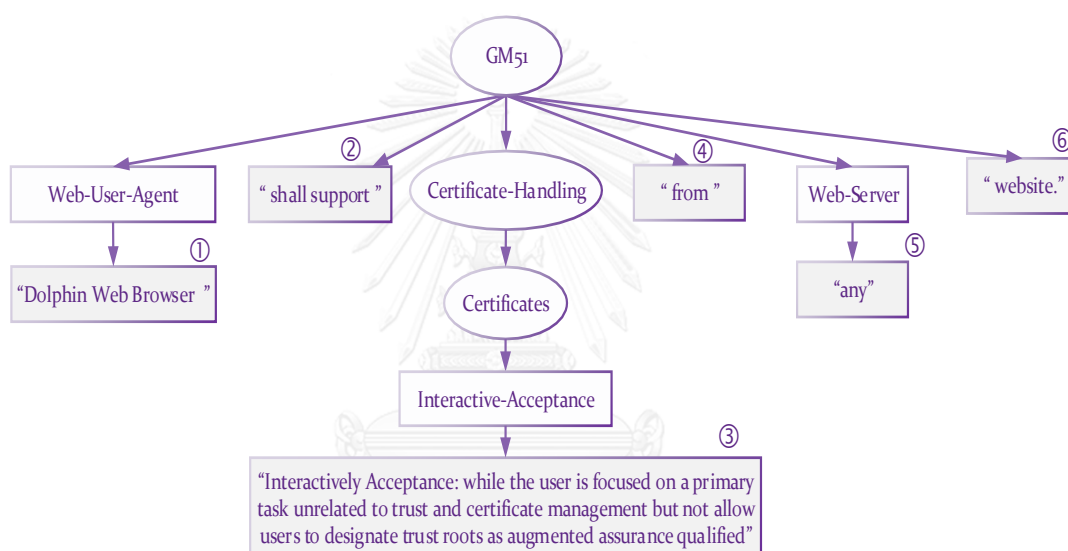 GM51
②
④
⑥
Web-User-Agent
“ shall support ”
Certificate-Handling
“ from ”
Web-Server
“ website.”
①
⑤
“Dolphin Web Browser ”
Certificates
“any”
Interactive-Acceptance
③
“Interactively Acceptance: while the user is focused on a primary
task unrelated to trust and certificate management but not allow
users to designate trust roots as augmented assurance qualified”